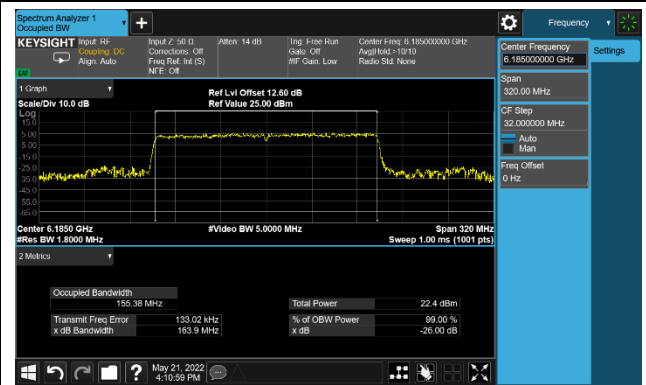 Spectrum Analyzer 1
Occupied BW
Frequency
KEYSIGHT
Input: RF
Coupling: DC
Align: Auto
Input Z: 50 Ω
Corrections: Off
Freq Ref: Int (S)
NFE: Off
Atten: 14 dB
Trig: Free Run
Gate: Off
#IF Gain: Low
Center Freq: 6.185000000 GHz
Avg|Hold:>10/10
Radio Std: None
LXI
Center Frequency
6.185000000 GHz
Settings
Span
320.00 MHz
CF Step
32.000000 MHz
Auto
Man
Freq Offset
0 Hz
1 Graph
Scale/Div 10.0 dB
Ref Lvl Offset 12.60 dB
Ref Value 25.00 dBm
Log
15.0
5.00
-5.00
-15.0
-25.0
-35.0
-45.0
-55.0
-65.0
Center 6.1850 GHz
#Res BW 1.8000 MHz
#Video BW 5.0000 MHz
Span 320 MHz
Sweep 1.00 ms (1001 pts)
2 Metrics
Occupied Bandwidth
155.38 MHz
Total Power
22.4 dBm
Transmit Freq Error
133.02 kHz
% of OBW Power
99.00 %
x dB Bandwidth
163.9 MHz
x dB
-26.00 dB
?
May 21, 2022
4:10:59 PM